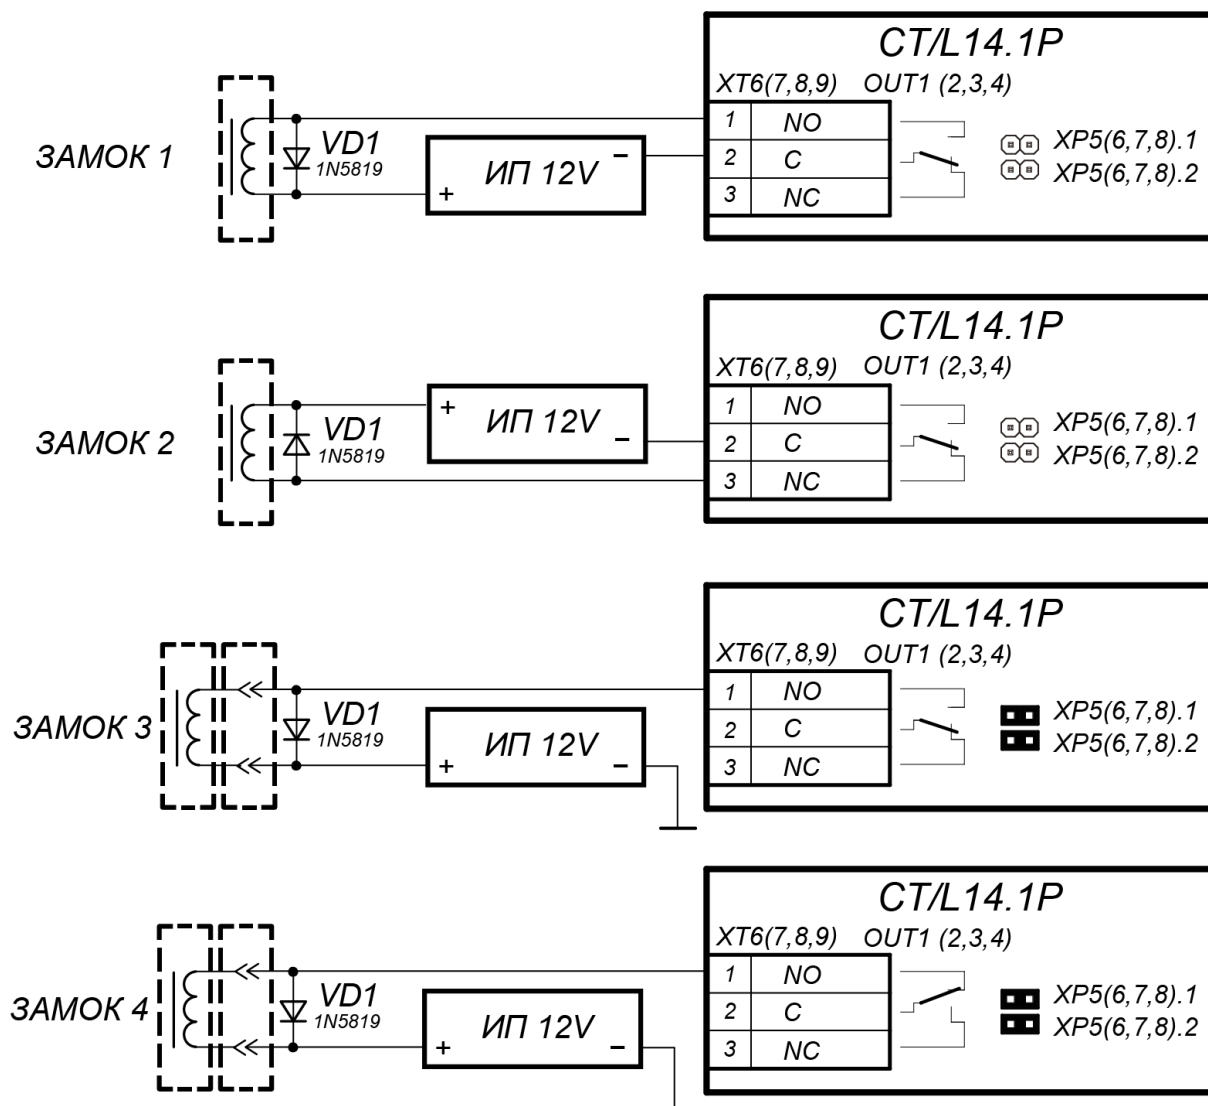 CT/L14.1P
XT6(7,8,9) OUT1 (2,3,4)
ЗАМОК 1
VD1
1N5819
ИП 12V
+ −
1 NO
2 C
3 NC
XP5(6,7,8).1
XP5(6,7,8).2
CT/L14.1P
XT6(7,8,9) OUT1 (2,3,4)
ЗАМОК 2
VD1
1N5819
+ ИП 12V −
1 NO
2 C
3 NC
XP5(6,7,8).1
XP5(6,7,8).2
CT/L14.1P
XT6(7,8,9) OUT1 (2,3,4)
ЗАМОК 3
VD1
1N5819
ИП 12V
+ −
1 NO
2 C
3 NC
XP5(6,7,8).1
XP5(6,7,8).2
CT/L14.1P
XT6(7,8,9) OUT1 (2,3,4)
ЗАМОК 4
VD1
1N5819
ИП 12V
+ −
1 NO
2 C
3 NC
XP5(6,7,8).1
XP5(6,7,8).2